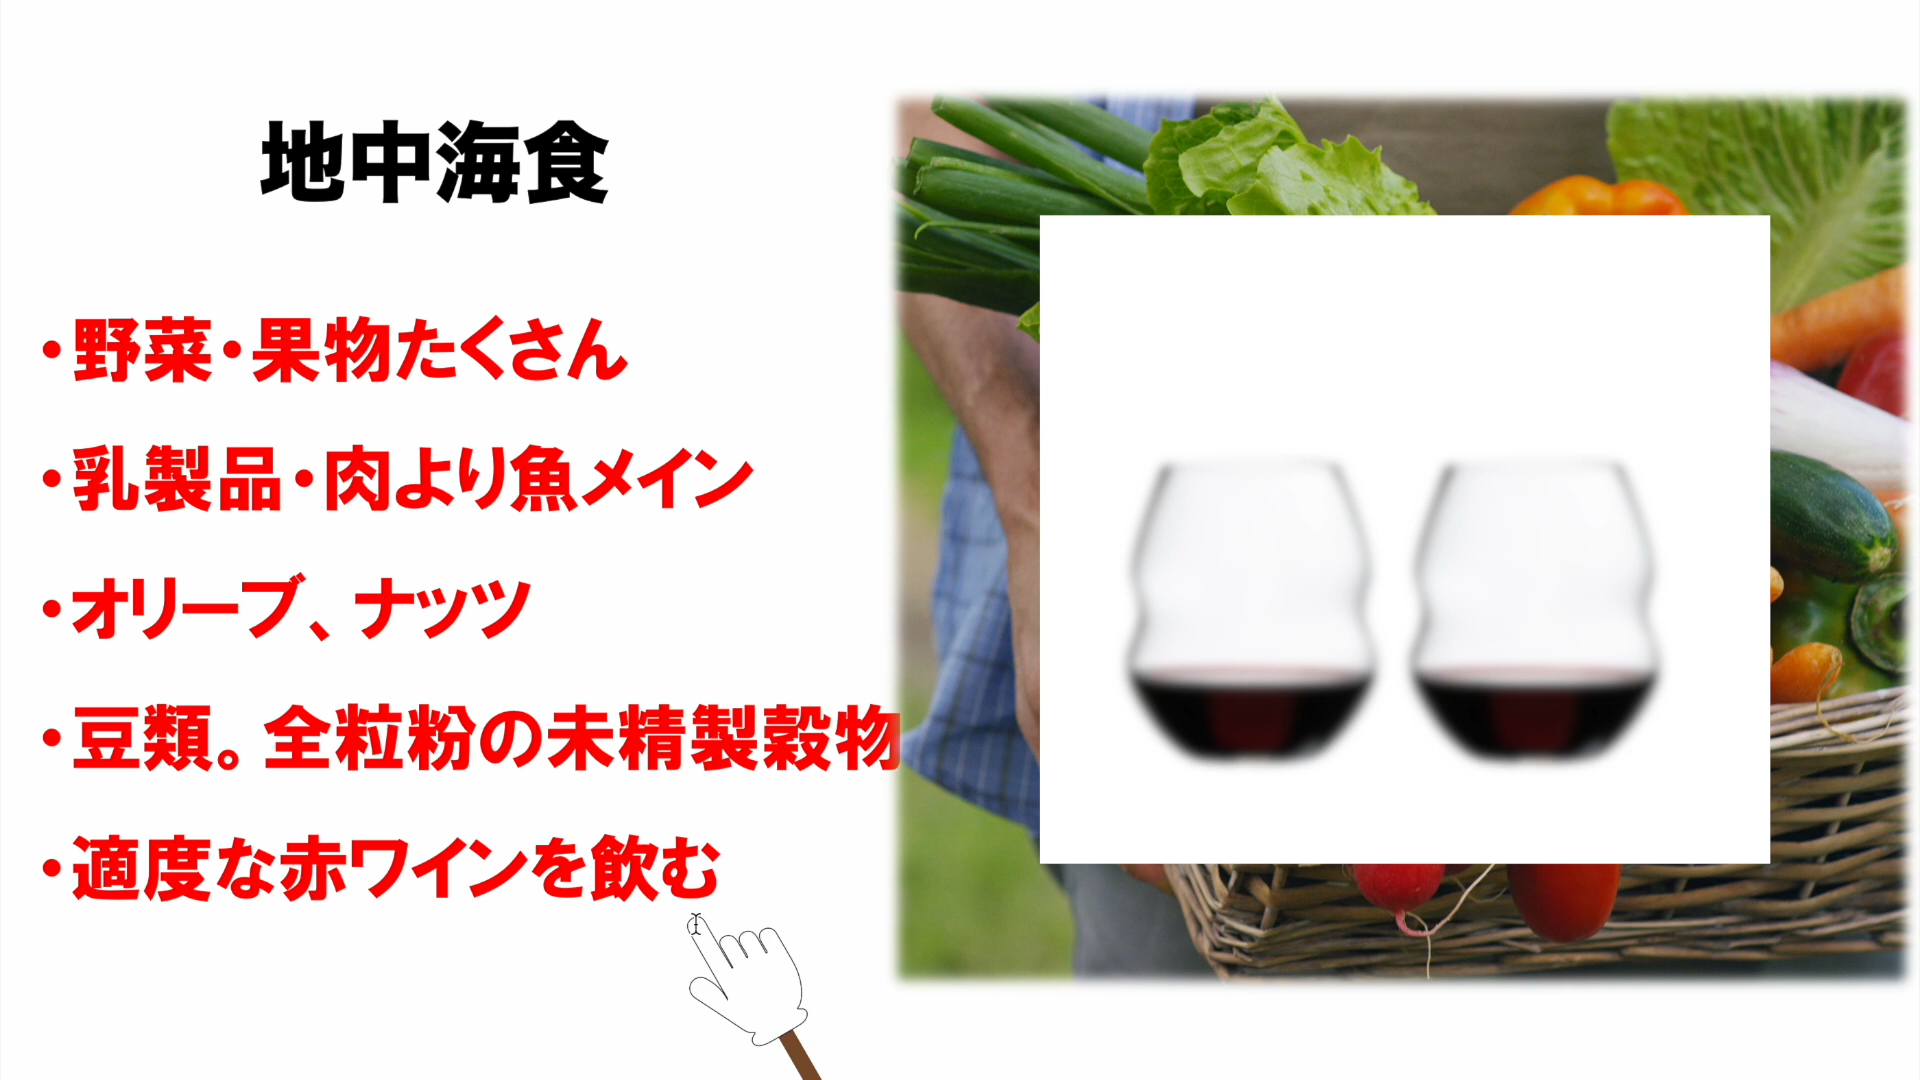 地中海食
・野菜・果物たくさん
・乳製品・肉より魚メイン
・オリーブ、ナッツ
・豆類。全粒粉の未精製穀物
・適度な赤ワインを飲む